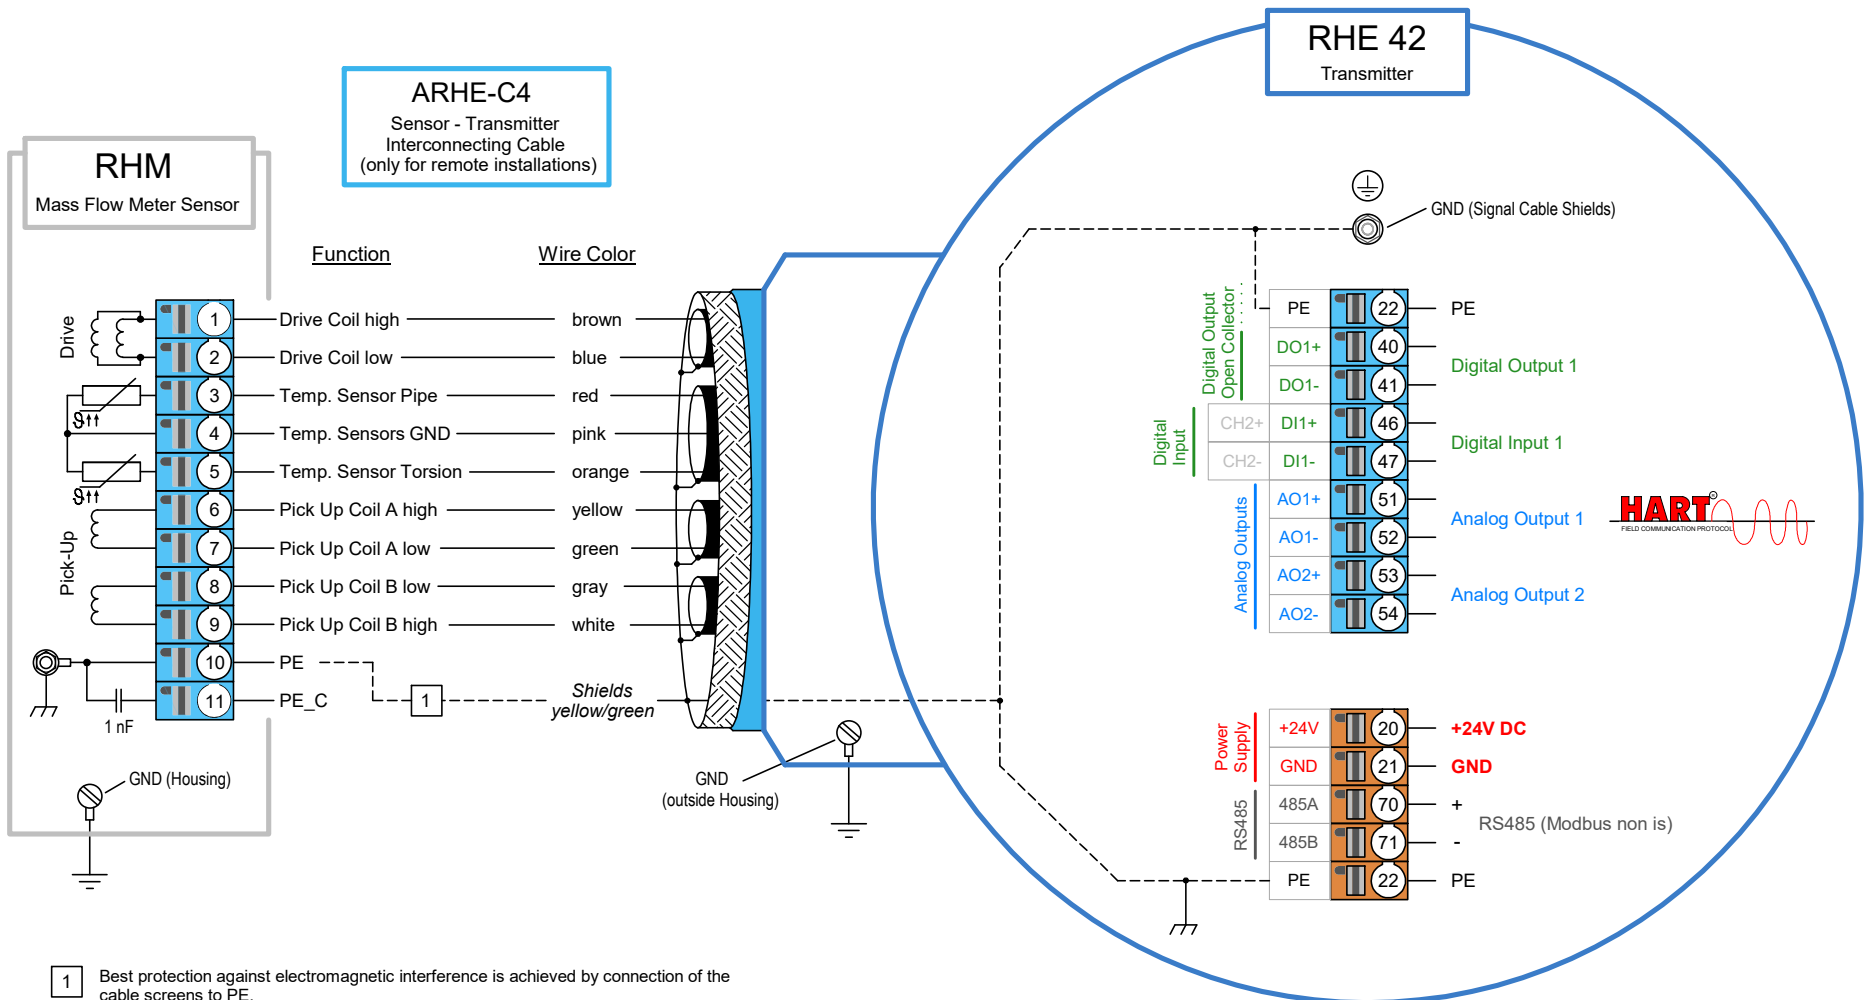 RHE 42
Transmitter
ARHE-C4
Sensor - Transmitter
Interconnecting Cable
(only for remote installations)
RHM
Mass Flow Meter Sensor
GND (Signal Cable Shields)
Function
Wire Color
Drive
Pick-Up
1 Drive Coil high brown
2 Drive Coil low blue
3 Temp. Sensor Pipe red
ϑ
4 Temp. Sensors GND pink
5 Temp. Sensor Torsion orange
ϑ
6 Pick Up Coil A high yellow
7 Pick Up Coil A low green
8 Pick Up Coil B low gray
9 Pick Up Coil B high white
10 PE
11 PE_C
1
Shields
yellow/green
1 nF
GND (Housing)
GND
(outside Housing)
Digital Output
Open Collector
Digital
Input
Analog Outputs
PE 22 PE
DO1+ 40
Digital Output 1
DO1- 41
CH2+ DI1+ 46
Digital Input 1
CH2- DI1- 47
AO1+ 51
Analog Output 1
AO1- 52
AO2+ 53
Analog Output 2
AO2- 54
HART®
FIELD COMMUNICATION PROTOCOL
Power
Supply
RS485
+24V 20 +24V DC
GND 21 GND
485A 70 +
RS485 (Modbus non is)
485B 71 -
PE 22 PE
1 Best protection against electromagnetic interference is achieved by connection of the
cable screens to PE.